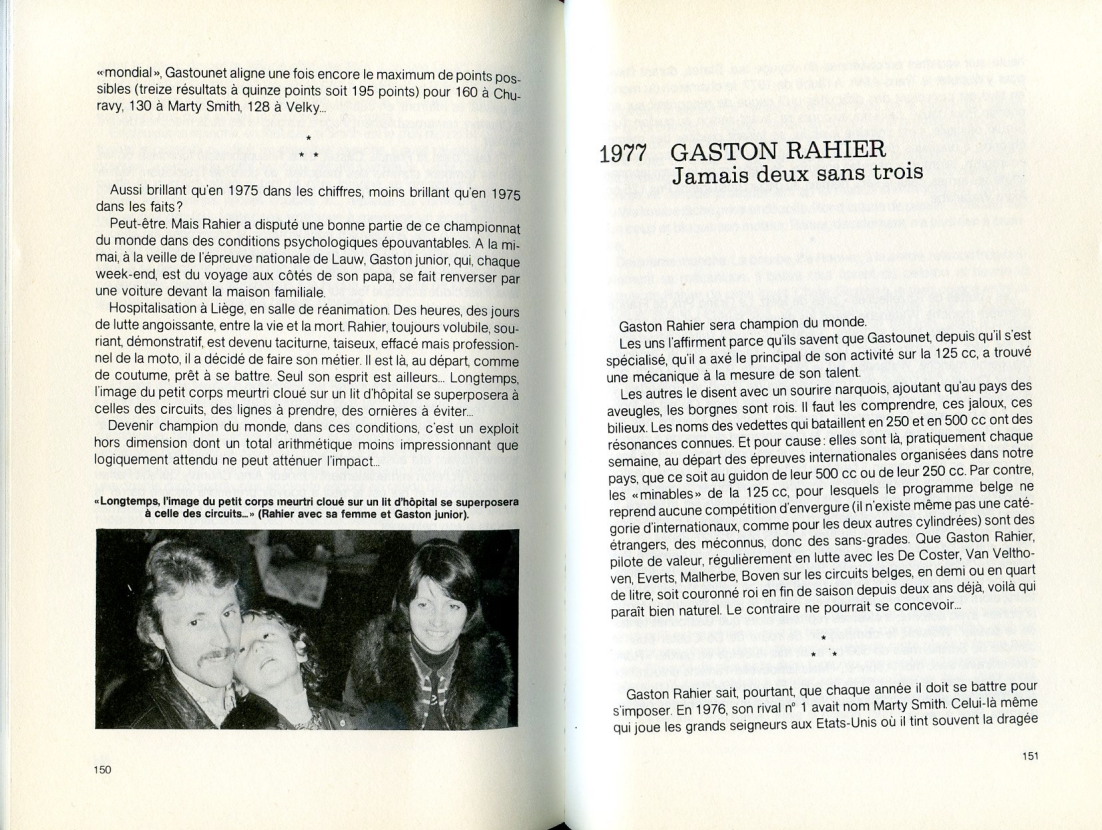 «mondial», Gastounet aligne une fois encore le maximum de points pos-
sibles (treize résultats à quinze points soit 195 points) pour 160 à Chu-
ravy, 130 à Marty Smith, 128 à Velky...
*
* *
Aussi brillant qu'en 1975 dans les chiffres, moins brillant qu'en 1975
dans les faits?
Peut-être. Mais Rahier a disputé une bonne partie de ce championnat
du monde dans des conditions psychologiques épouvantables. A la mi-
mai, à la veille de l'épreuve nationale de Lauw, Gaston junior, qui, chaque
week-end, est du voyage aux côtés de son papa, se fait renverser par
une voiture devant la maison familiale.
Hospitalisation à Liège, en salle de réanimation. Des heures, des jours
de lutte angoissante, entre la vie et la mort. Rahier, toujours volubile, sou-
riant, démonstratif, est devenu taciturne, taiseux, effacé mais profession-
nel de la moto, il a décidé de faire son métier. Il est là, au départ, comme
de coutume, prêt à se battre. Seul son esprit est ailleurs... Longtemps,
l'image du petit corps meurtri cloué sur un lit d'hôpital se superposera à
celles des circuits, des lignes à prendre, des ornières à éviter...
Devenir champion du monde, dans ces conditions, c'est un exploit
hors dimension dont un total arithmétique moins impressionnant que
logiquement attendu ne peut atténuer l'impact...
«Longtemps, l'image du petit corps meurtri cloué sur un lit d'hôpital se superposera
à celle des circuits...» (Rahier avec sa femme et Gaston junior).
150
1977 GASTON RAHIER
Jamais deux sans trois
Gaston Rahier sera champion du monde.
Les uns l'affirment parce qu'ils savent que Gastounet, depuis qu'il s'est
spécialisé, qu'il a axé le principal de son activité sur la 125 cc, a trouvé
une mécanique à la mesure de son talent.
Les autres le disent avec un sourire narquois, ajoutant qu'au pays des
aveugles, les borgnes sont rois. Il faut les comprendre, ces jaloux, ces
bilieux. Les noms des vedettes qui bataillent en 250 et en 500 cc ont des
résonances connues. Et pour cause: elles sont là, pratiquement chaque
semaine, au départ des épreuves internationales organisées dans notre
pays, que ce soit au guidon de leur 500 cc ou de leur 250 cc. Par contre,
les «minables» de la 125 cc, pour lesquels le programme belge ne
reprend aucune compétition d'envergure (il n'existe même pas une caté-
gorie d'internationaux, comme pour les deux autres cylindrées) sont des
étrangers, des méconnus, donc des sans-grades. Que Gaston Rahier,
pilote de valeur, régulièrement en lutte avec les De Coster, Van Veltho-
ven, Everts, Malherbe, Boven sur les circuits belges, en demi ou en quart
de litre, soit couronné roi en fin de saison depuis deux ans déjà, voilà qui
paraît bien naturel. Le contraire ne pourrait se concevoir...
*
* *
Gaston Rahier sait, pourtant, que chaque année il doit se battre pour
s'imposer. En 1976, son rival n° 1 avait nom Marty Smith. Celui-là même
qui joue les grands seigneurs aux Etats-Unis où il tint souvent la dragée
151